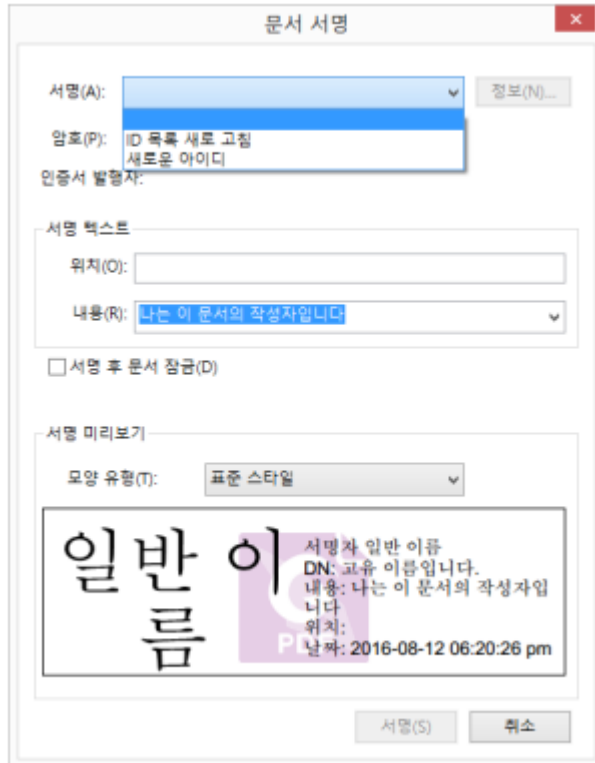 문서 서명
서명(A):
정보(N)...
암호(P):
ID 목록 새로 고침
새로운 아이디
인증서 발행자:
서명 텍스트
위치(O):
내용(R):
나는 이 문서의 작성자입니다
서명 후 문서 잠금(D)
서명 미리보기
모양 유형(T):
표준 스타일
일반 이
름
서명자 일반 이름
DN: 고유 이름입니다.
내용: 나는 이 문서의 작성자입
니다
위치:
날짜: 2016-08-12 06:20:26 pm
PDF
서명(S)
취소